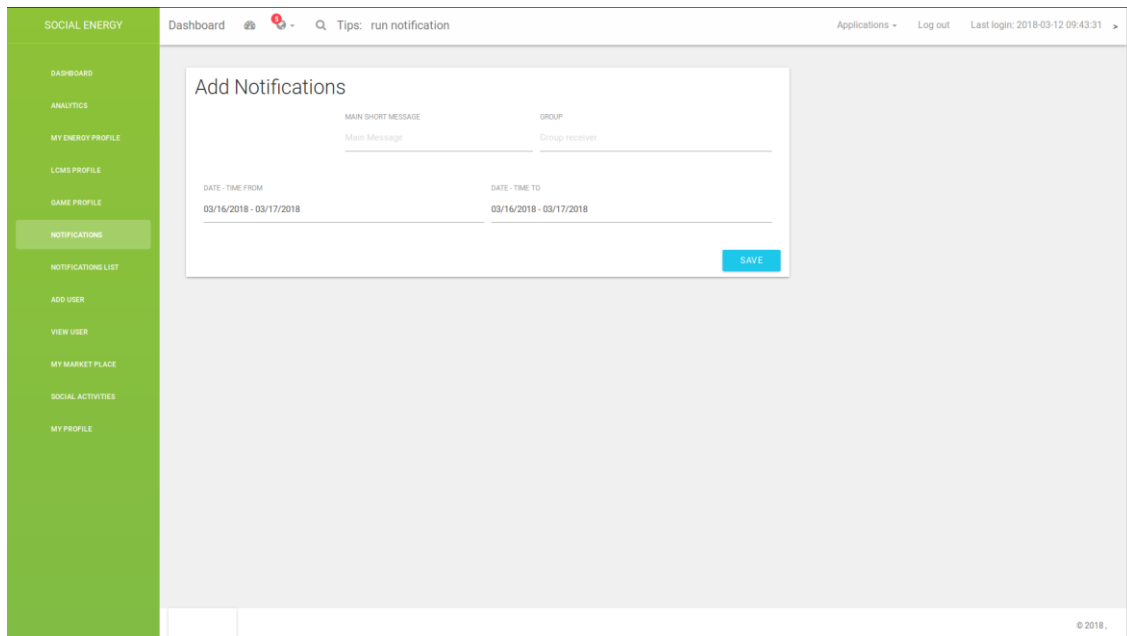 SOCIAL ENERGY
Dashboard 5 Tips: run notification Applications Log out Last login: 2018-03-12 09:43:31 >
DASHBOARD
ANALYTICS
MY ENERGY PROFILE
LCMS PROFILE
GAME PROFILE
NOTIFICATIONS
NOTIFICATIONS LIST
ADD USER
VIEW USER
MY MARKET PLACE
SOCIAL ACTIVITIES
MY PROFILE
Add Notifications
MAIN SHORT MESSAGE GROUP
Main Message Group receiver
DATE - TIME FROM DATE - TIME TO
03/16/2018 - 03/17/2018 03/16/2018 - 03/17/2018
SAVE
© 2018 ,